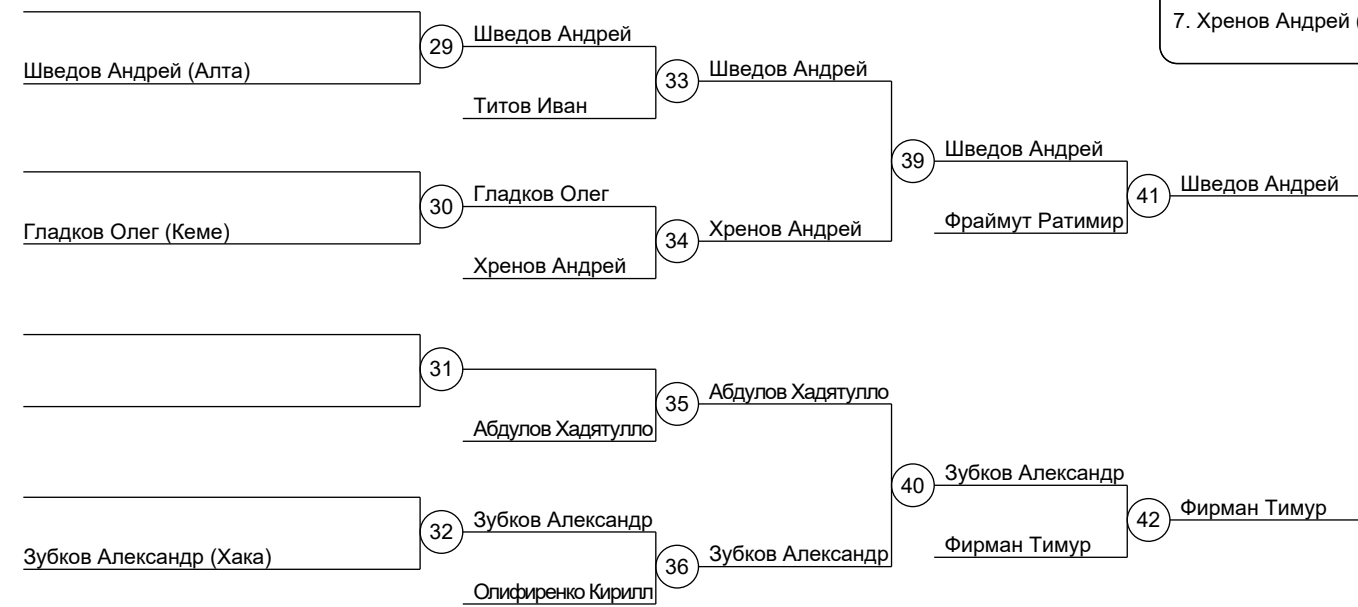 7. Хренов Андрей (
29
Шведов Андрей
Шведов Андрей (Алта)
33
Шведов Андрей
Титов Иван
39
Шведов Андрей
41
Шведов Андрей
30
Гладков Олег
Гладков Олег (Кеме)
34
Хренов Андрей
Фраймут Ратимир
Хренов Андрей
31
35
Абдулов Хадятулло
Абдулов Хадятулло
40
Зубков Александр
32
Зубков Александр
42
Фирман Тимур
Зубков Александр (Хака)
36
Зубков Александр
Фирман Тимур
Олифиренко Кирилл